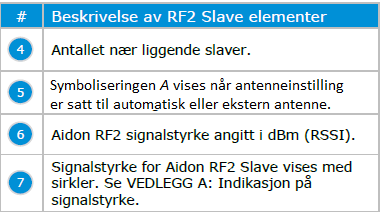 # Beskrivelse av RF2 Slave elementer
4 Antallet nær liggende slaver.
5 Symboliseringen A vises når antenneinstilling
er satt til automatisk eller ekstern antenne.
6 Aidon RF2 signalstyrke angitt i dBm (RSSI).
7 Signalstyrke for Aidon RF2 Slave vises med
sirkler. Se VEDLEGG A: Indikasjon på
signalstyrke.